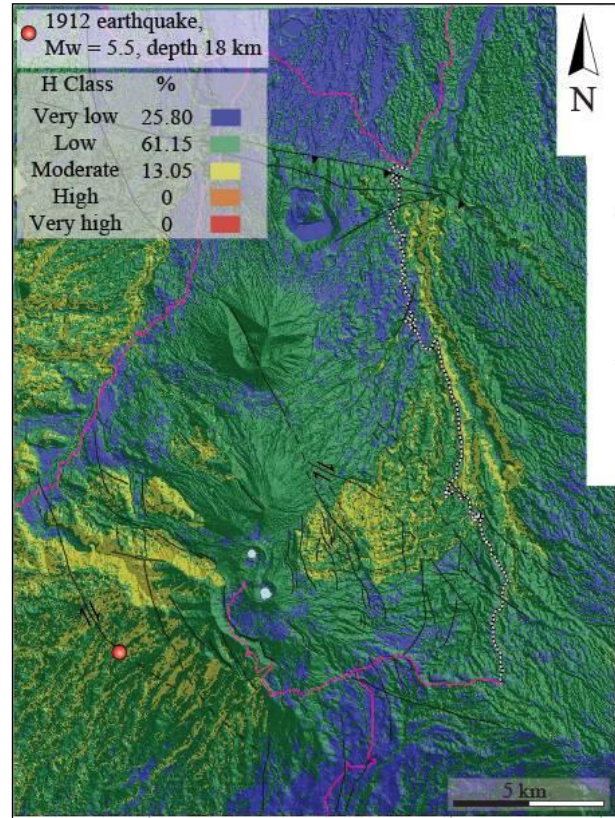 1912 earthquake,
Mw = 5.5, depth 18 km
H Class %
Very low 25.80
Low 61.15
Moderate 13.05
High 0
Very high 0
N
5 km